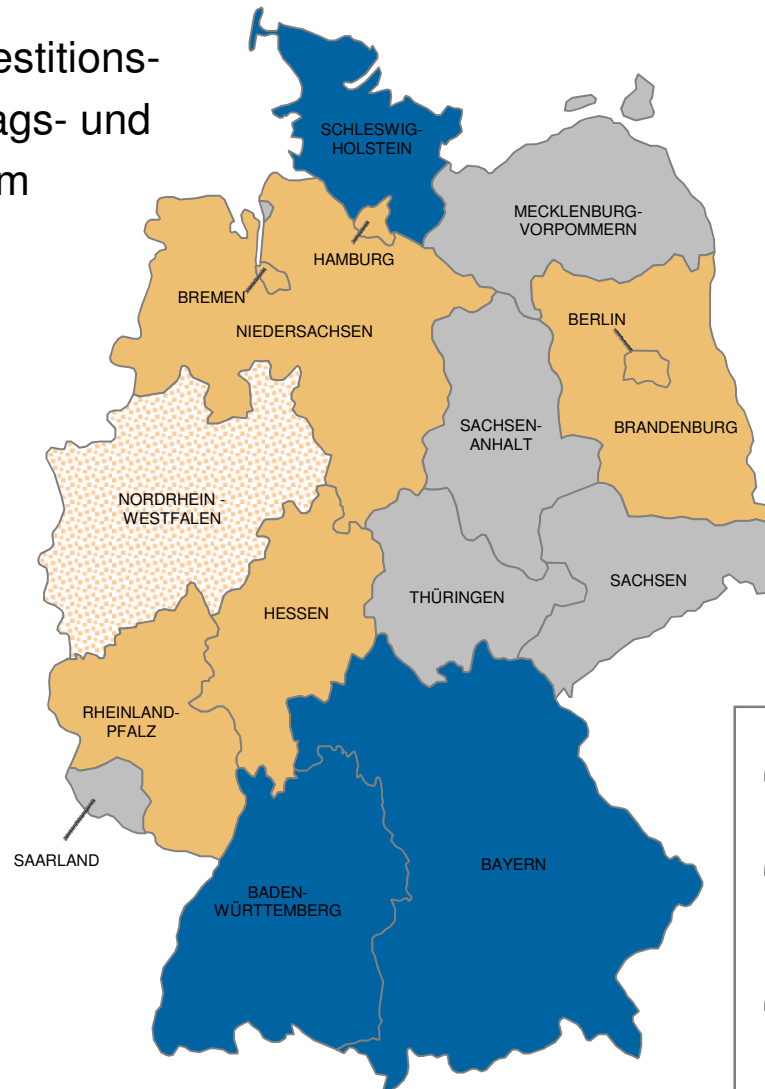 estitions-
ags- und
m
SCHLESWIG-
HOLSTEIN
MECKLENBURG-
VORPOMMERN
HAMBURG
BREMEN
NIEDERSACHSEN
BERLIN
SACHSEN-
ANHALT
BRANDENBURG
NORDRHEIN -
WESTFALEN
SACHSEN
THÜRINGEN
HESSEN
RHEINLAND-
PFALZ
SAARLAND
BAYERN
BADEN-
WÜRTTEMBERG